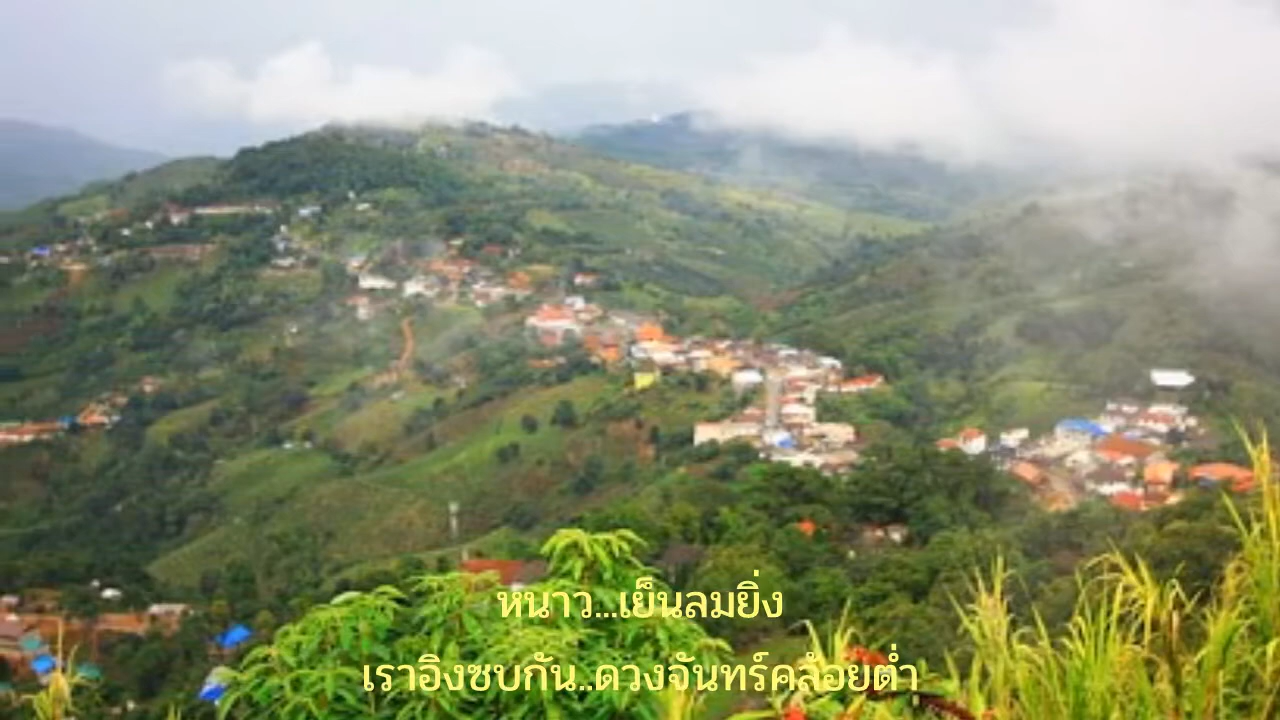 หนาว...เย็นลมยิ่ง
เราอิงซบกัน..ดวงจันทร์คล้อยต่ำ